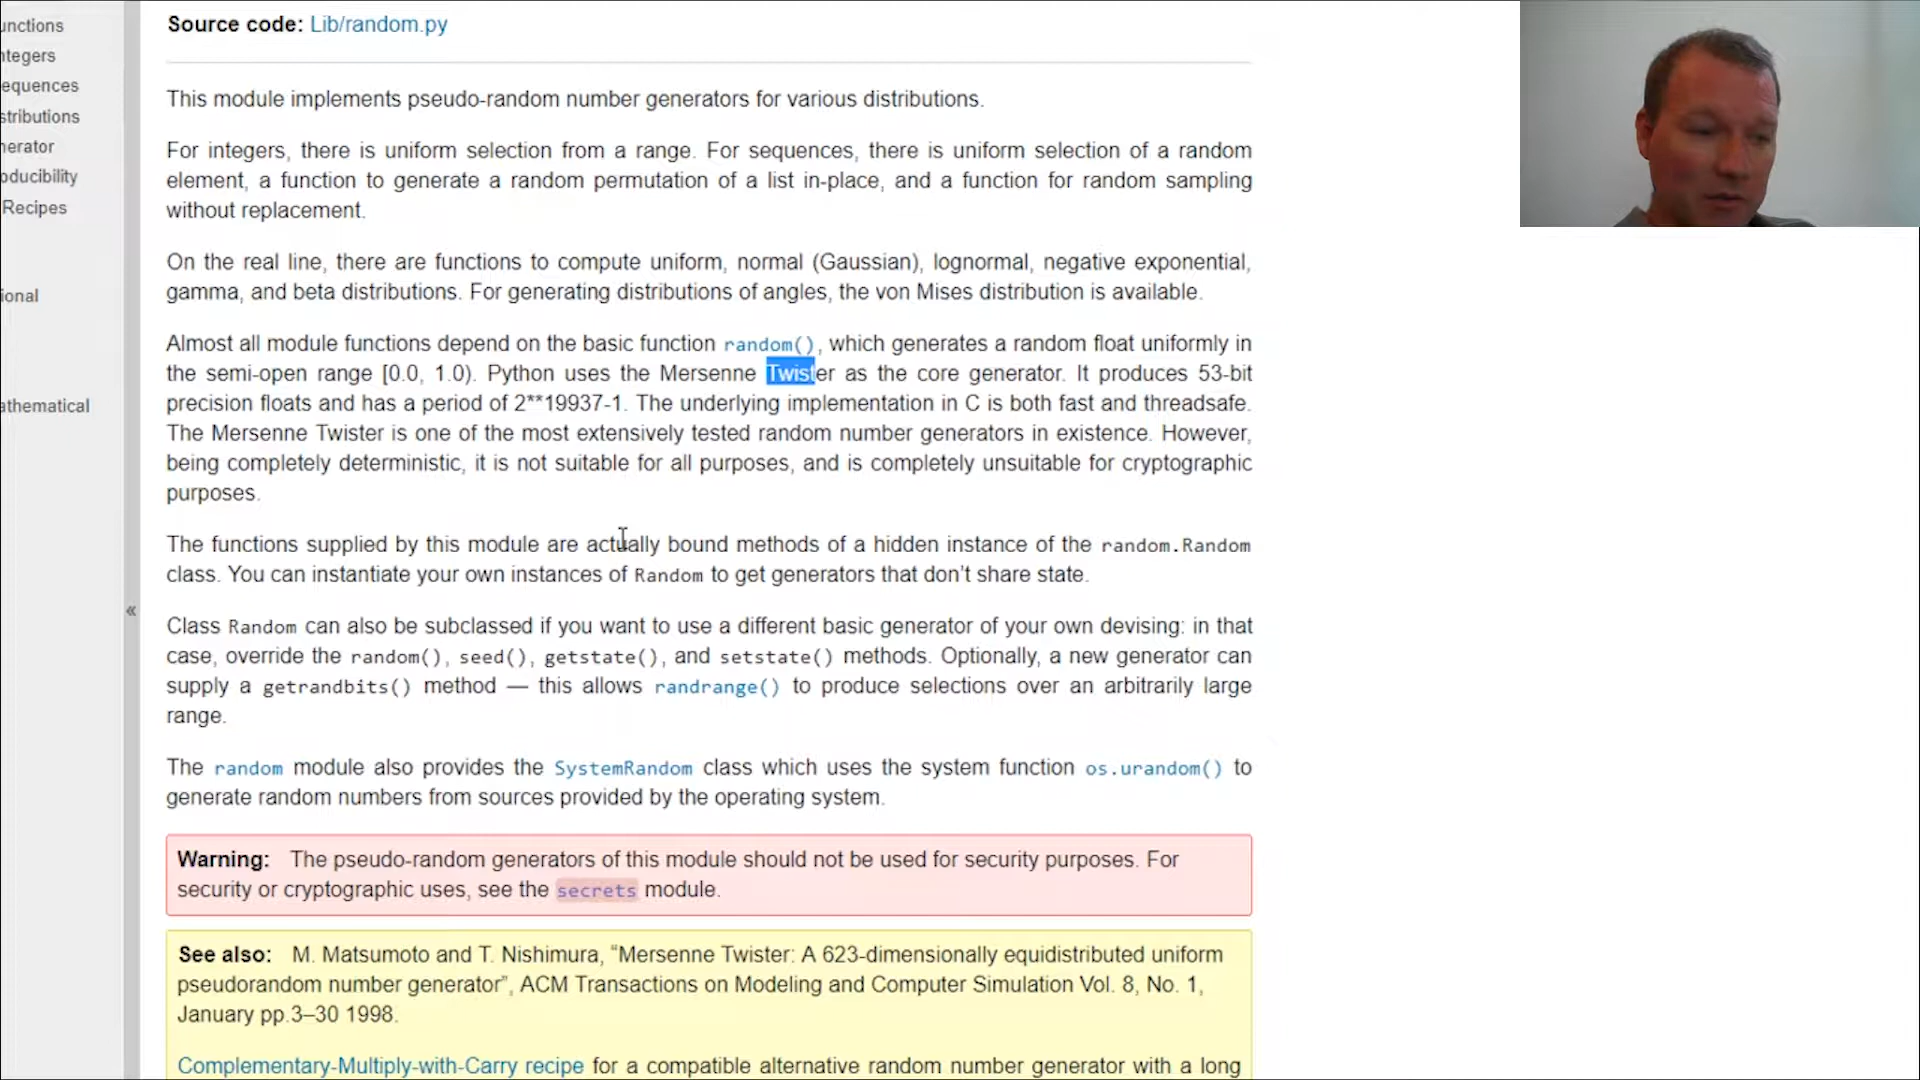 Source code: Lib/random.py
unctions
ntegers
equences
stributions
nerator
oducibility
Recipes
ional
athematical
«
This module implements pseudo-random number generators for various distributions.
For integers, there is uniform selection from a range. For sequences, there is uniform selection of a random
element, a function to generate a random permutation of a list in-place, and a function for random sampling
without replacement.
On the real line, there are functions to compute uniform, normal (Gaussian), lognormal, negative exponential,
gamma, and beta distributions. For generating distributions of angles, the von Mises distribution is available.
Almost all module functions depend on the basic function random(), which generates a random float uniformly in
the semi-open range [0.0, 1.0). Python uses the Mersenne Twister as the core generator. It produces 53-bit
precision floats and has a period of 2**19937-1. The underlying implementation in C is both fast and threadsafe.
The Mersenne Twister is one of the most extensively tested random number generators in existence. However,
being completely deterministic, it is not suitable for all purposes, and is completely unsuitable for cryptographic
purposes.
The functions supplied by this module are actually bound methods of a hidden instance of the random.Random
class. You can instantiate your own instances of Random to get generators that don’t share state.
Class Random can also be subclassed if you want to use a different basic generator of your own devising: in that
case, override the random(), seed(), getstate(), and setstate() methods. Optionally, a new generator can
supply a getrandbits() method — this allows randrange() to produce selections over an arbitrarily large
range.
The random module also provides the SystemRandom class which uses the system function os.urandom() to
generate random numbers from sources provided by the operating system.
Warning: The pseudo-random generators of this module should not be used for security purposes. For
security or cryptographic uses, see the secrets module.
See also: M. Matsumoto and T. Nishimura, “Mersenne Twister: A 623-dimensionally equidistributed uniform
pseudorandom number generator”, ACM Transactions on Modeling and Computer Simulation Vol. 8, No. 1,
January pp.3–30 1998.
Complementary-Multiply-with-Carry recipe for a compatible alternative random number generator with a long